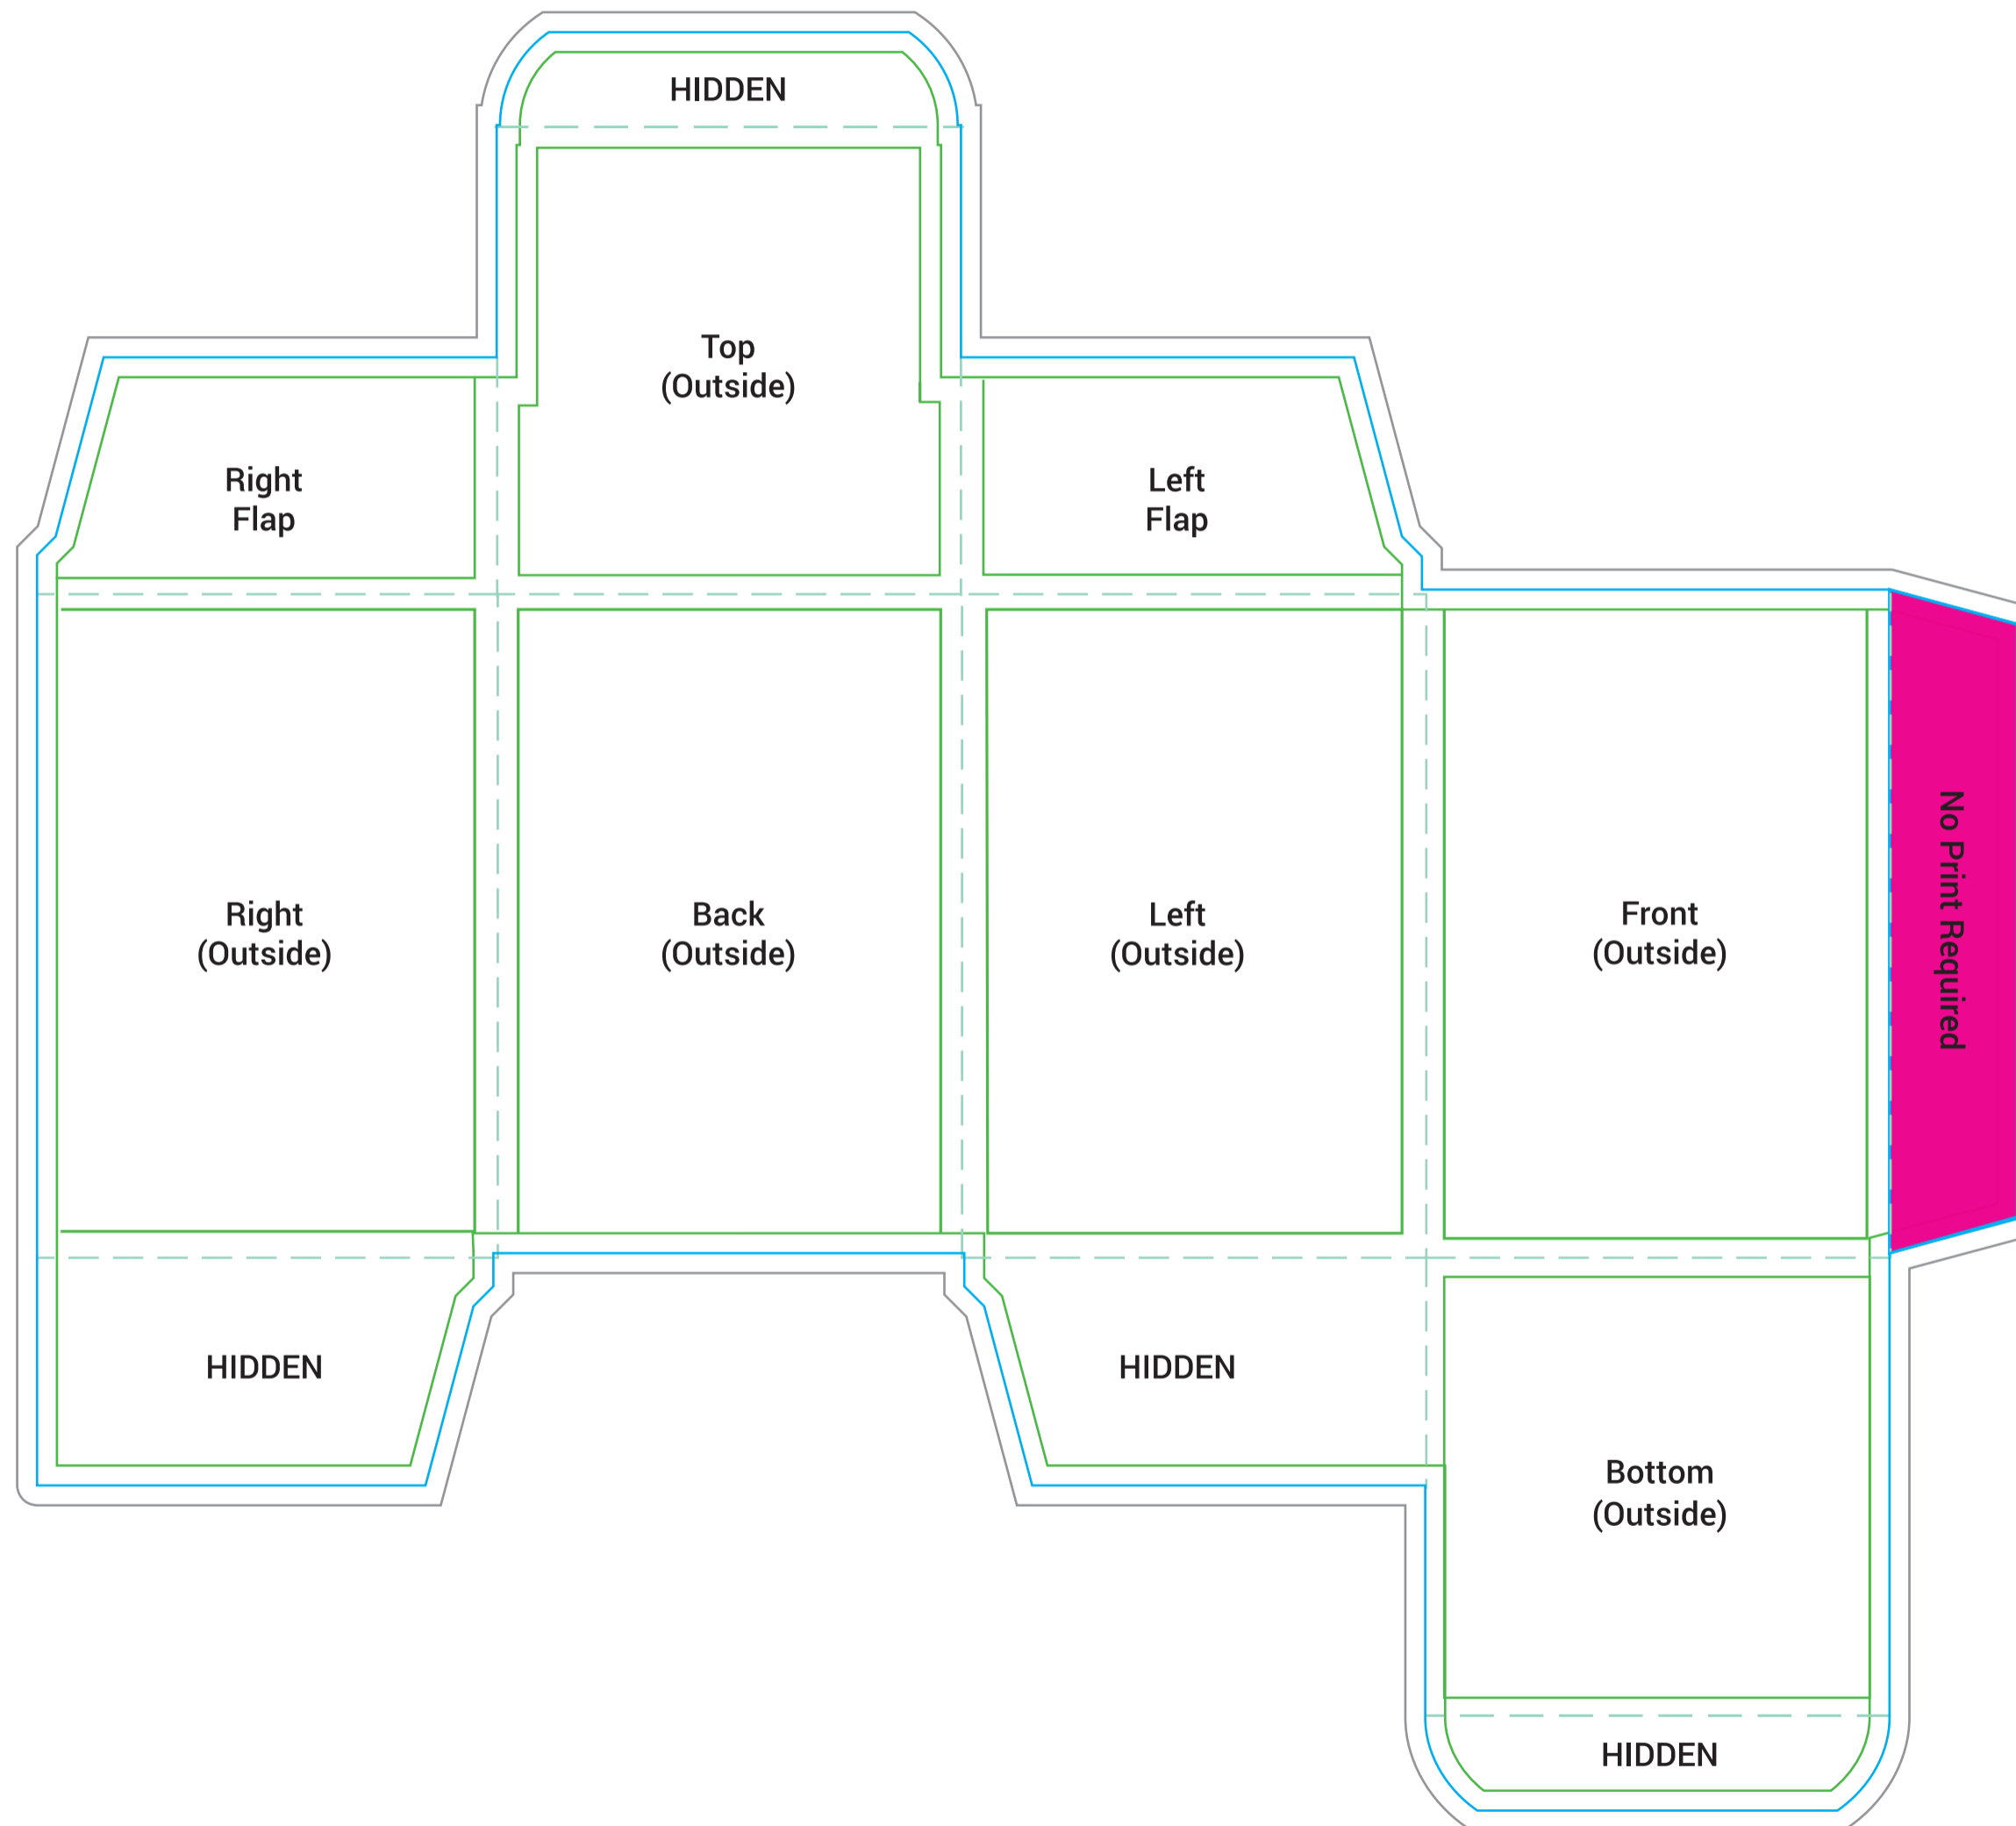 HIDDEN
Top
(Outside)
Right
Flap
Left
Flap
Right
(Outside)
Back
(Outside)
Left
(Outside)
Front
(Outside)
No Print Required
HIDDEN
HIDDEN
Bottom
(Outside)
HIDDEN